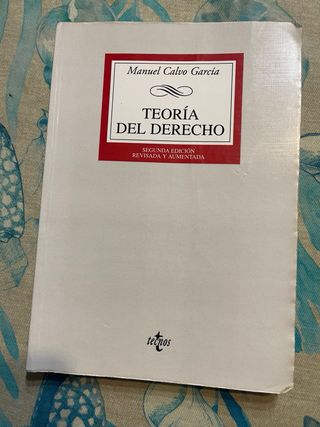 Manuel Calvo García
TEORÍA
DEL DERECHO
SEGUNDA EDICIÓN
REVISADA Y AUMENTADA
tecnos